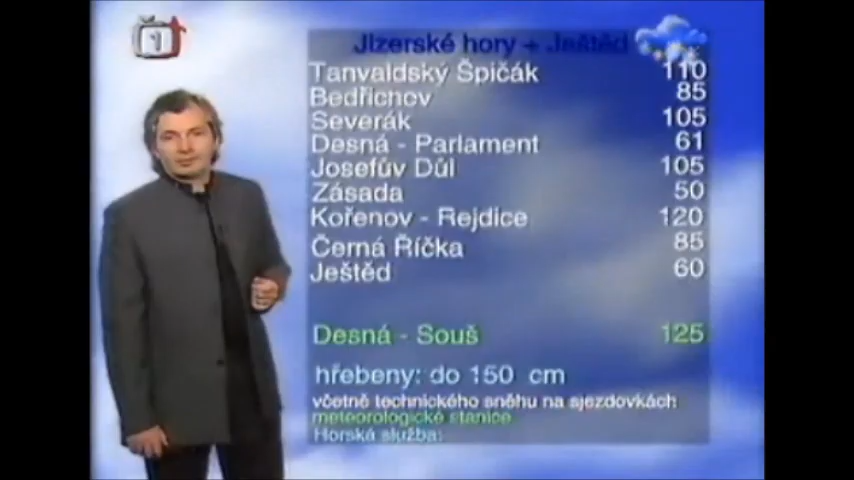 Č 1 t
Jizerské hory + Ještěd
Tanvaldský Špičák 110
Bedřichov 85
Severák 105
Desná - Parlament 61
Josefův Důl 105
Zásada 50
Kořenov - Rejdice 120
Černá Říčka 85
Ještěd 60
Desná - Souš 125
hřebeny: do 150 cm
včetně technického sněhu na sjezdovkách
meteorologické stanice
Horská služba: